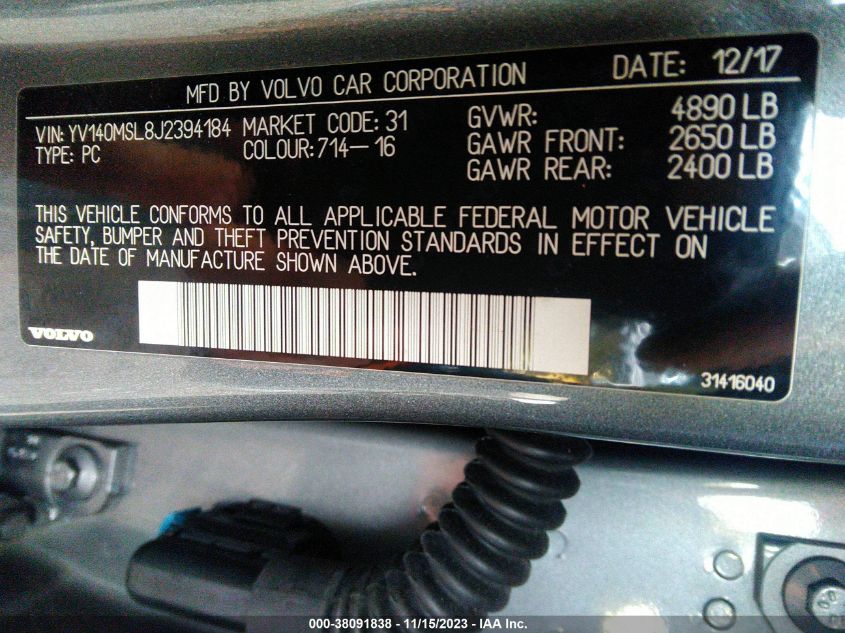 MFD BY VOLVO CAR CORPORATION DATE: 12/17
VIN: YV140MSL8J2394184 MARKET CODE: 31 GVWR: 4890 LB
TYPE: PC COLOUR: 714-16 GAWR FRONT: 2650 LB
GAWR REAR: 2400 LB
THIS VEHICLE CONFORMS TO ALL APPLICABLE FEDERAL MOTOR VEHICLE
SAFETY, BUMPER AND THEFT PREVENTION STANDARDS IN EFFECT ON
THE DATE OF MANUFACTURE SHOWN ABOVE.
VOLVO
31416040
000-38091838 - 11/15/2023 - IAA Inc.